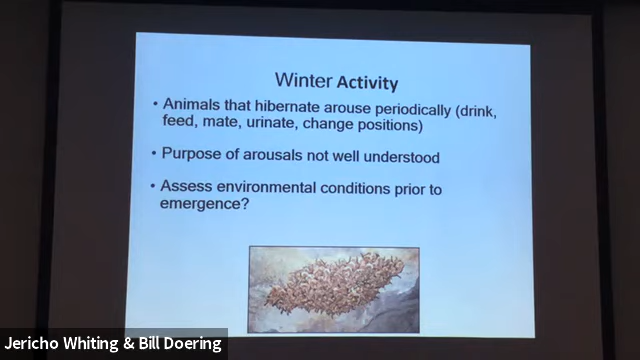 Winter Activity
• Animals that hibernate arouse periodically (drink,
feed, mate, urinate, change positions)
• Purpose of arousals not well understood
• Assess environmental conditions prior to
emergence?
Jericho Whiting & Bill Doering